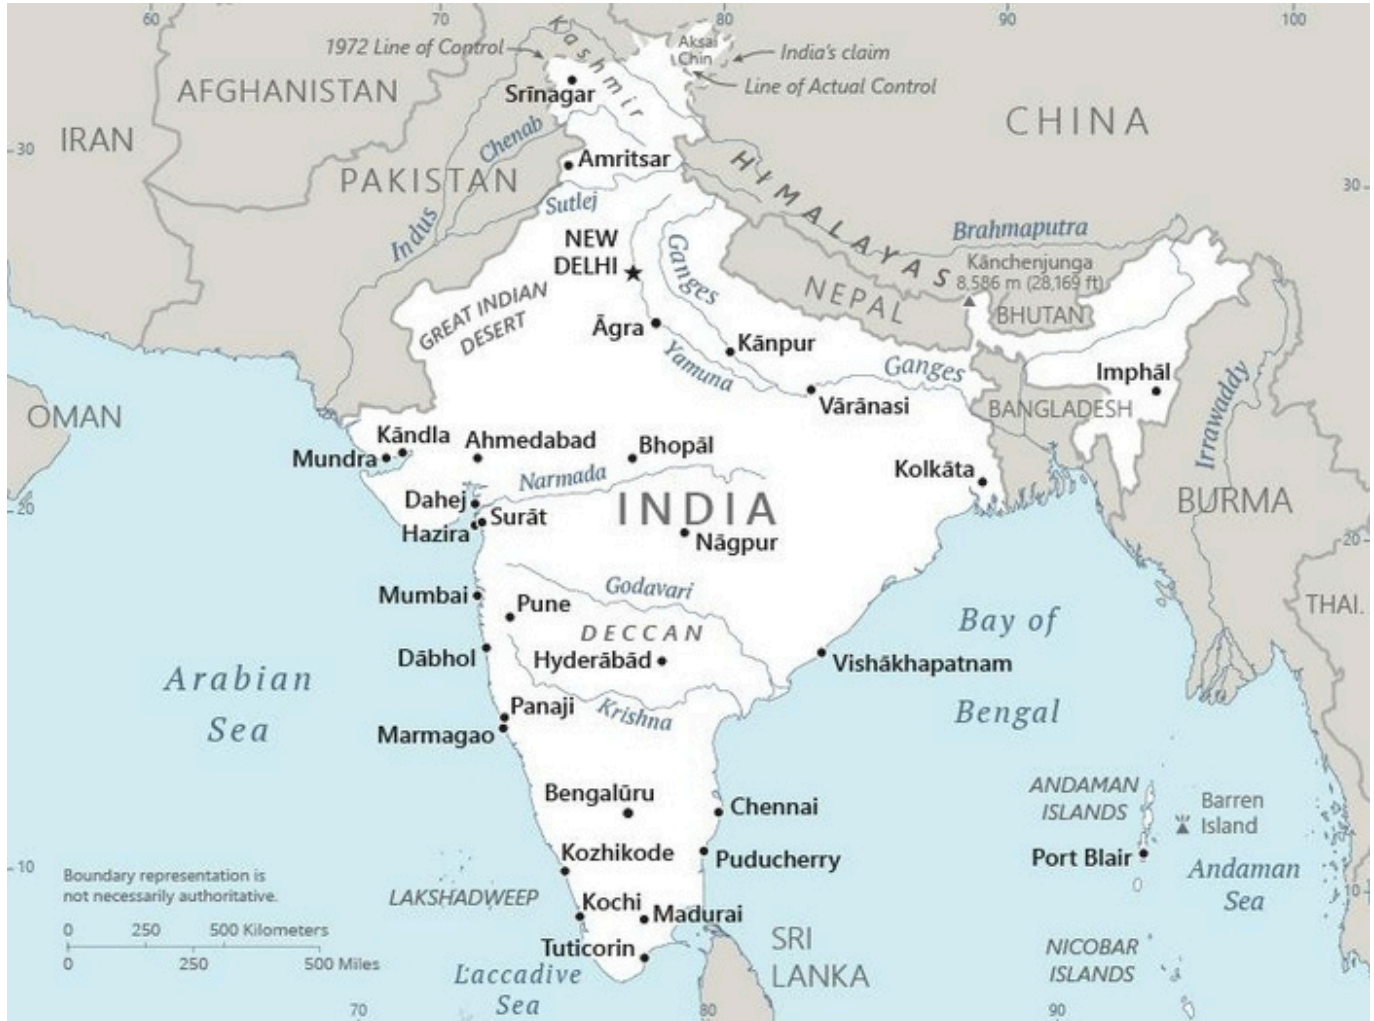 60
70
80
90
100
Kashmir
1972 Line of Control
Aksai
Chin
India's claim
Line of Actual Control
AFGHANISTAN
Srīnagar
CHINA
IRAN
30
Chenab
Amritsar
PAKISTAN
HIMALAYAS
30
Sutlej
Indus
NEW
DELHI
Ganges
Brahmaputra
Kānchenjunga
8,586 m (28,169 ft)
NEPAL
BHUTAN
GREAT INDIAN
DESERT
Āgra
Kānpur
Yamuna
Ganges
Imphāl
Irrawaddy
Vārānasi
BANGLADESH
OMAN
Kāndla
Ahmedabad
Bhopāl
Mundra
Kolkāta
Narmada
Dahej
20
INDIA
BURMA
Surāt
Hazira
Nāgpur
20
Godavari
Mumbai
Pune
THAI.
DECCAN
Bay of
Bengal
Dābhol
Hyderābād
Vishākhapatnam
Arabian
Sea
Panaji
Krishna
Marmagao
Bengalūru
Chennai
ANDAMAN
ISLANDS
Barren
Island
Kozhikode
Puducherry
Port Blair
10
Andaman
Sea
10
Boundary representation is
not necessarily authoritative.
LAKSHADWEEP
Kochi
Madurai
0 250 500 Kilometers
0 250 500 Miles
Tuticorin
SRI
LANKA
NICOBAR
ISLANDS
Laccadive
Sea
70
80
90